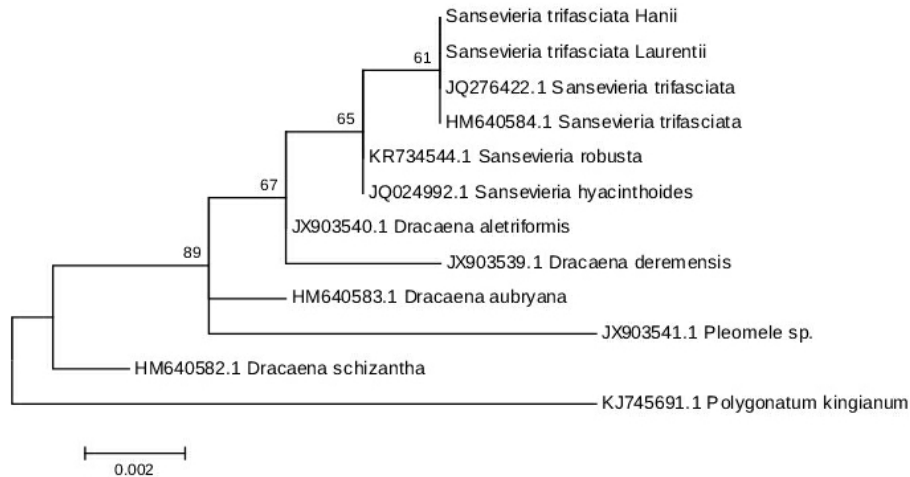 Sansevieria trifasciata Hanii
61
Sansevieria trifasciata Laurentii
JQ276422.1 Sansevieria trifasciata
65
HM640584.1 Sansevieria trifasciata
KR734544.1 Sansevieria robusta
67
JQ024992.1 Sansevieria hyacinthoides
JX903540.1 Dracaena aletriformis
89
JX903539.1 Dracaena deremensis
HM640583.1 Dracaena aubryana
JX903541.1 Pleomele sp.
HM640582.1 Dracaena schizantha
KJ745691.1 Polygonatum kingianum
0.002